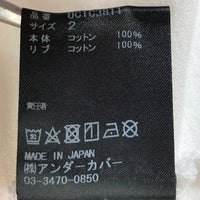 品番 UC1C3811
サイズ 2
本体 コットン 100%
リブ コットン 100%
MADE IN JAPAN
㈱アンダーカバー
03-3470-0850